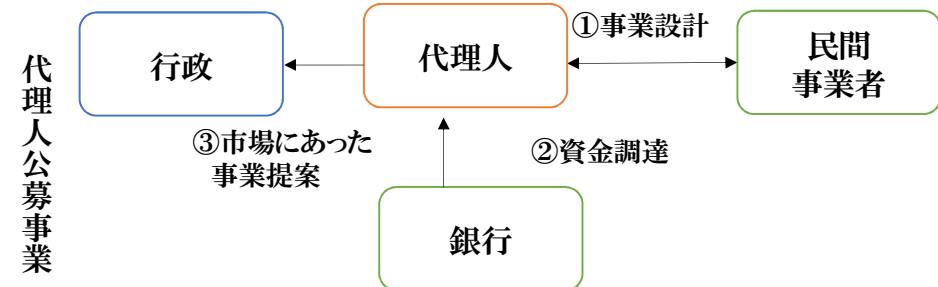 代理人公募事業
行政
代理人
①事業設計
民間
事業者
③市場にあった
事業提案
②資金調達
銀行